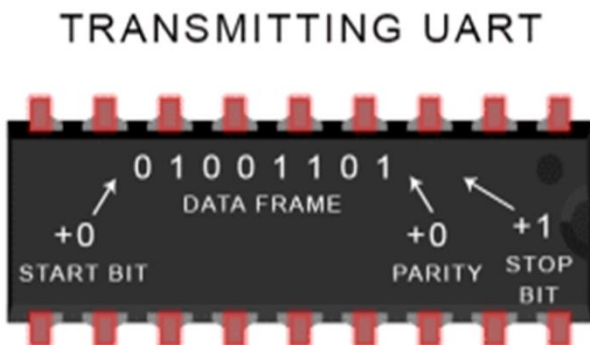 TRANSMITTING UART
0 1 0 0 1 1 0 1
DATA FRAME
+0
START BIT
+0
PARITY
+1
STOP
BIT